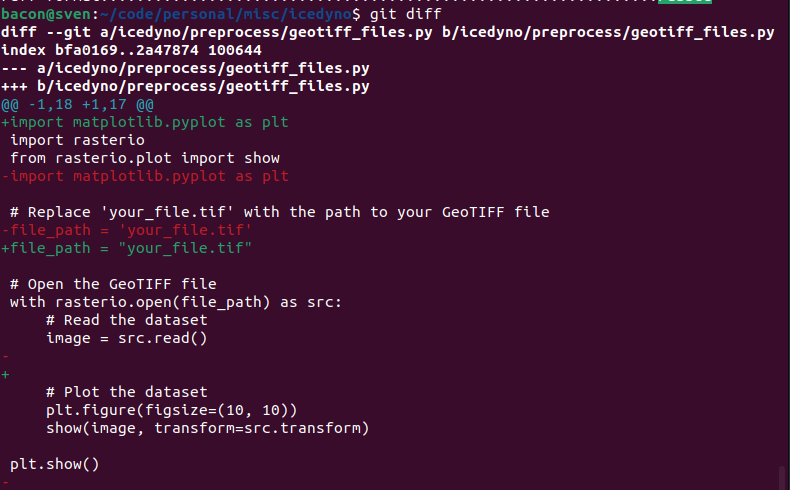 bacon@sven:~/code/personal/misc/icedyno$ git diff
diff --git a/icedyno/preprocess/geotiff_files.py b/icedyno/preprocess/geotiff_files.py
index bfa0169..2a47874 100644
--- a/icedyno/preprocess/geotiff_files.py
+++ b/icedyno/preprocess/geotiff_files.py
@@ -1,18 +1,17 @@
+import matplotlib.pyplot as plt
 import rasterio
 from rasterio.plot import show
-import matplotlib.pyplot as plt

 # Replace 'your_file.tif' with the path to your GeoTIFF file
-file_path = 'your_file.tif'
+file_path = "your_file.tif"

 # Open the GeoTIFF file
 with rasterio.open(file_path) as src:
     # Read the dataset
     image = src.read()
-
+
     # Plot the dataset
     plt.figure(figsize=(10, 10))
     show(image, transform=src.transform)

 plt.show()
-